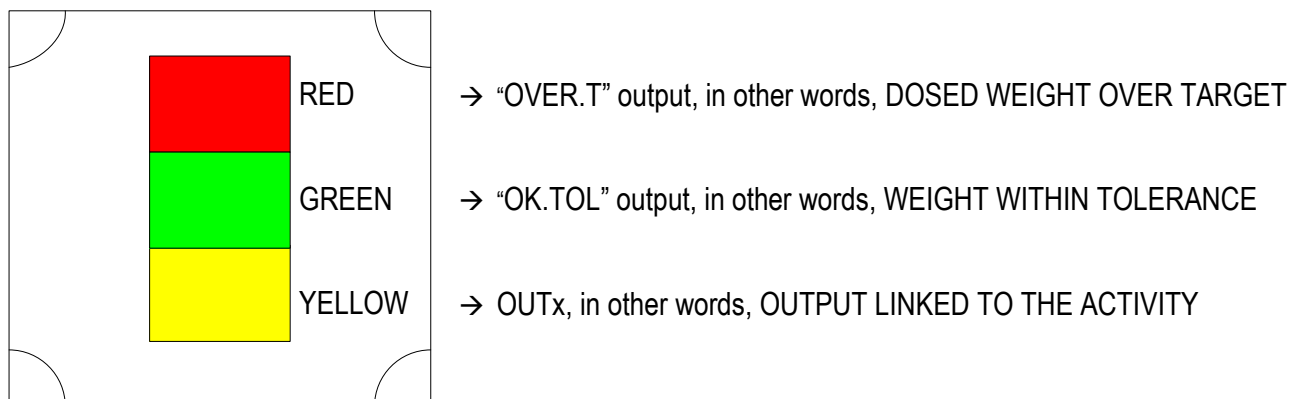 RED → “OVER.T” output, in other words, DOSED WEIGHT OVER TARGET
GREEN → “OK.TOL” output, in other words, WEIGHT WITHIN TOLERANCE
YELLOW → OUTx, in other words, OUTPUT LINKED TO THE ACTIVITY